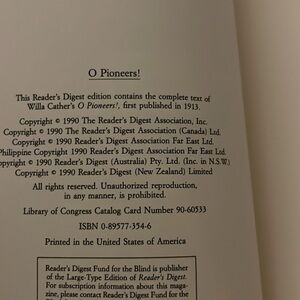 O Pioneers!
This Reader's Digest edition contains the complete text of
Willa Cather's O Pioneers!, first published in 1913.
Copyright © 1990 The Reader's Digest Association, Inc.
Copyright © 1990 The Reader's Digest Association (Canada) Ltd.
Copyright © 1990 Reader's Digest Association Far East Ltd.
Philippine Copyright 1990 Reader's Digest Association Far East Ltd.
opyright © 1990 Reader's Digest (Australia) Pty. Ltd. (Inc. in N.S.W.)
Copyright © 1990 Reader's Digest (New Zealand) Limited
All rights reserved. Unauthorized reproduction,
in any manner, is prohibited.
Library of Congress Catalog Card Number 90-60533
ISBN 0-89577-354-6
Printed in the United States of America
Reader's Digest Fund for the Blind is publisher
of the Large-Type Edition of Reader's Digest.
For subscription information about this maga-
zine, please contact Reader's Digest Fund for the